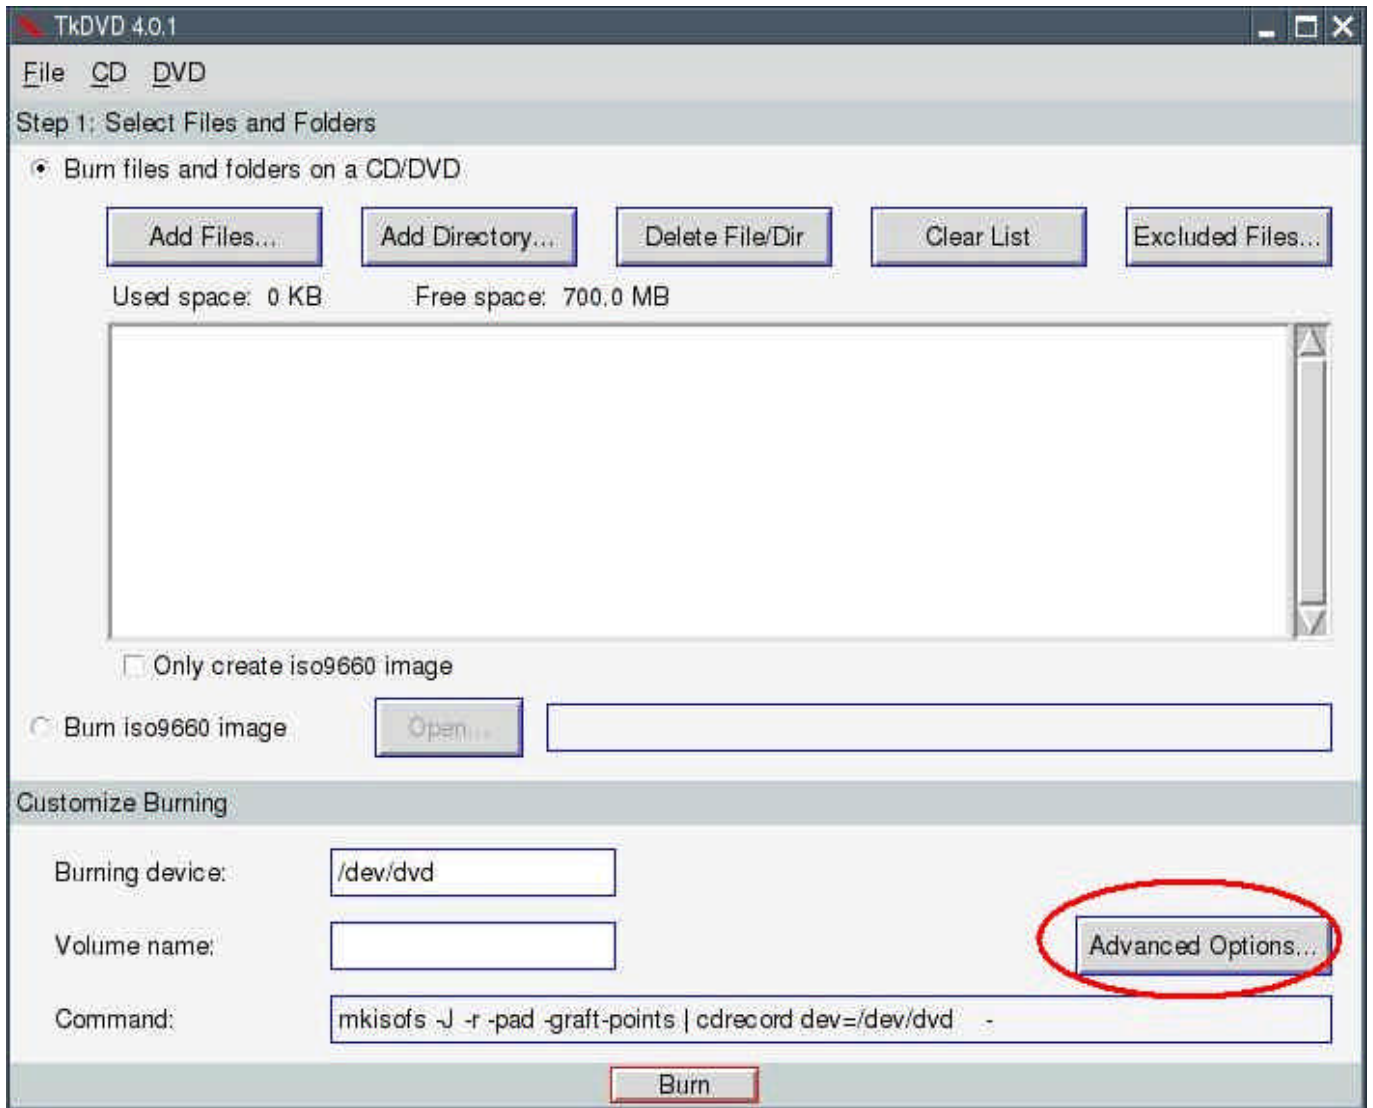 TkDVD 4.0.1
File CD DVD
Step 1: Select Files and Folders
Burn files and folders on a CD/DVD
Add Files... Add Directory... Delete File/Dir Clear List Excluded Files...
Used space: 0 KB Free space: 700.0 MB
Only create iso9660 image
Burn iso9660 image Open...
Customize Burning
Burning device: /dev/dvd
Volume name: Advanced Options...
Command: mkisofs -J -r -pad -graft-points | cdrecord dev=/dev/dvd -
Burn